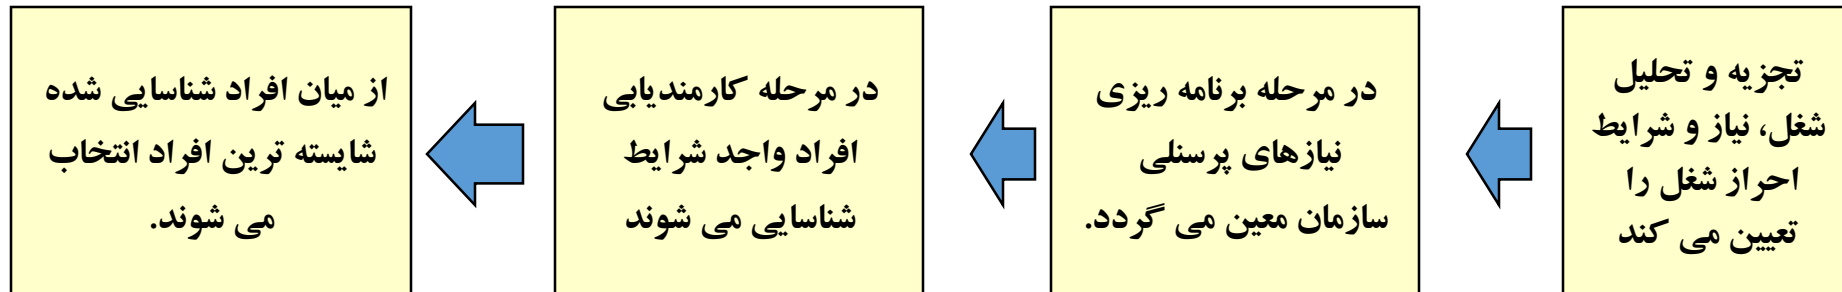 تجزیه و تحلیل
شغل، نیاز و شرایط
احراز شغل را
تعیین می کند
در مرحله برنامه ریزی
نیازهای پرسنلی
سازمان معین می گردد.
در مرحله کارمندیابی
افراد واجد شرایط
شناسایی می شوند
از میان افراد شناسایی شده
شایسته ترین افراد انتخاب
می شوند.